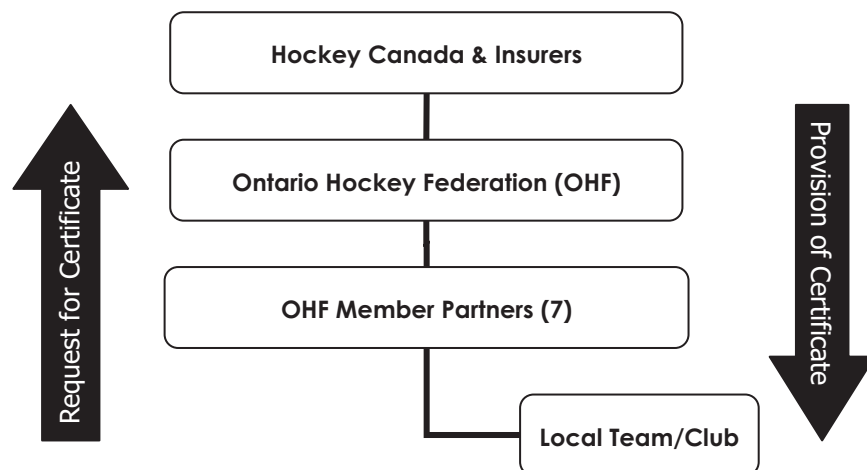 Hockey Canada & Insurers
Request for Certificate
Provision of Certificate
Ontario Hockey Federation (OHF)
OHF Member Partners (7)
Local Team/Club